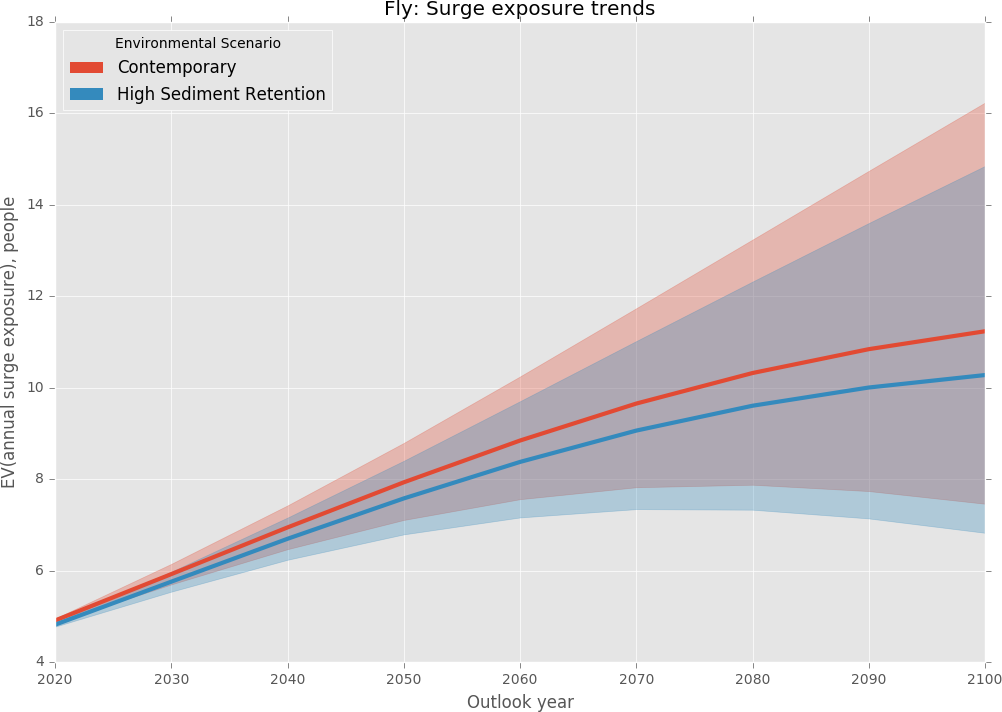 Fly: Surge exposure trends
Environmental Scenario
Contemporary
High Sediment Retention
EV(annual surge exposure), people
18
16
14
12
10
8
6
4
2020 2030 2040 2050 2060 2070 2080 2090 2100
Outlook year